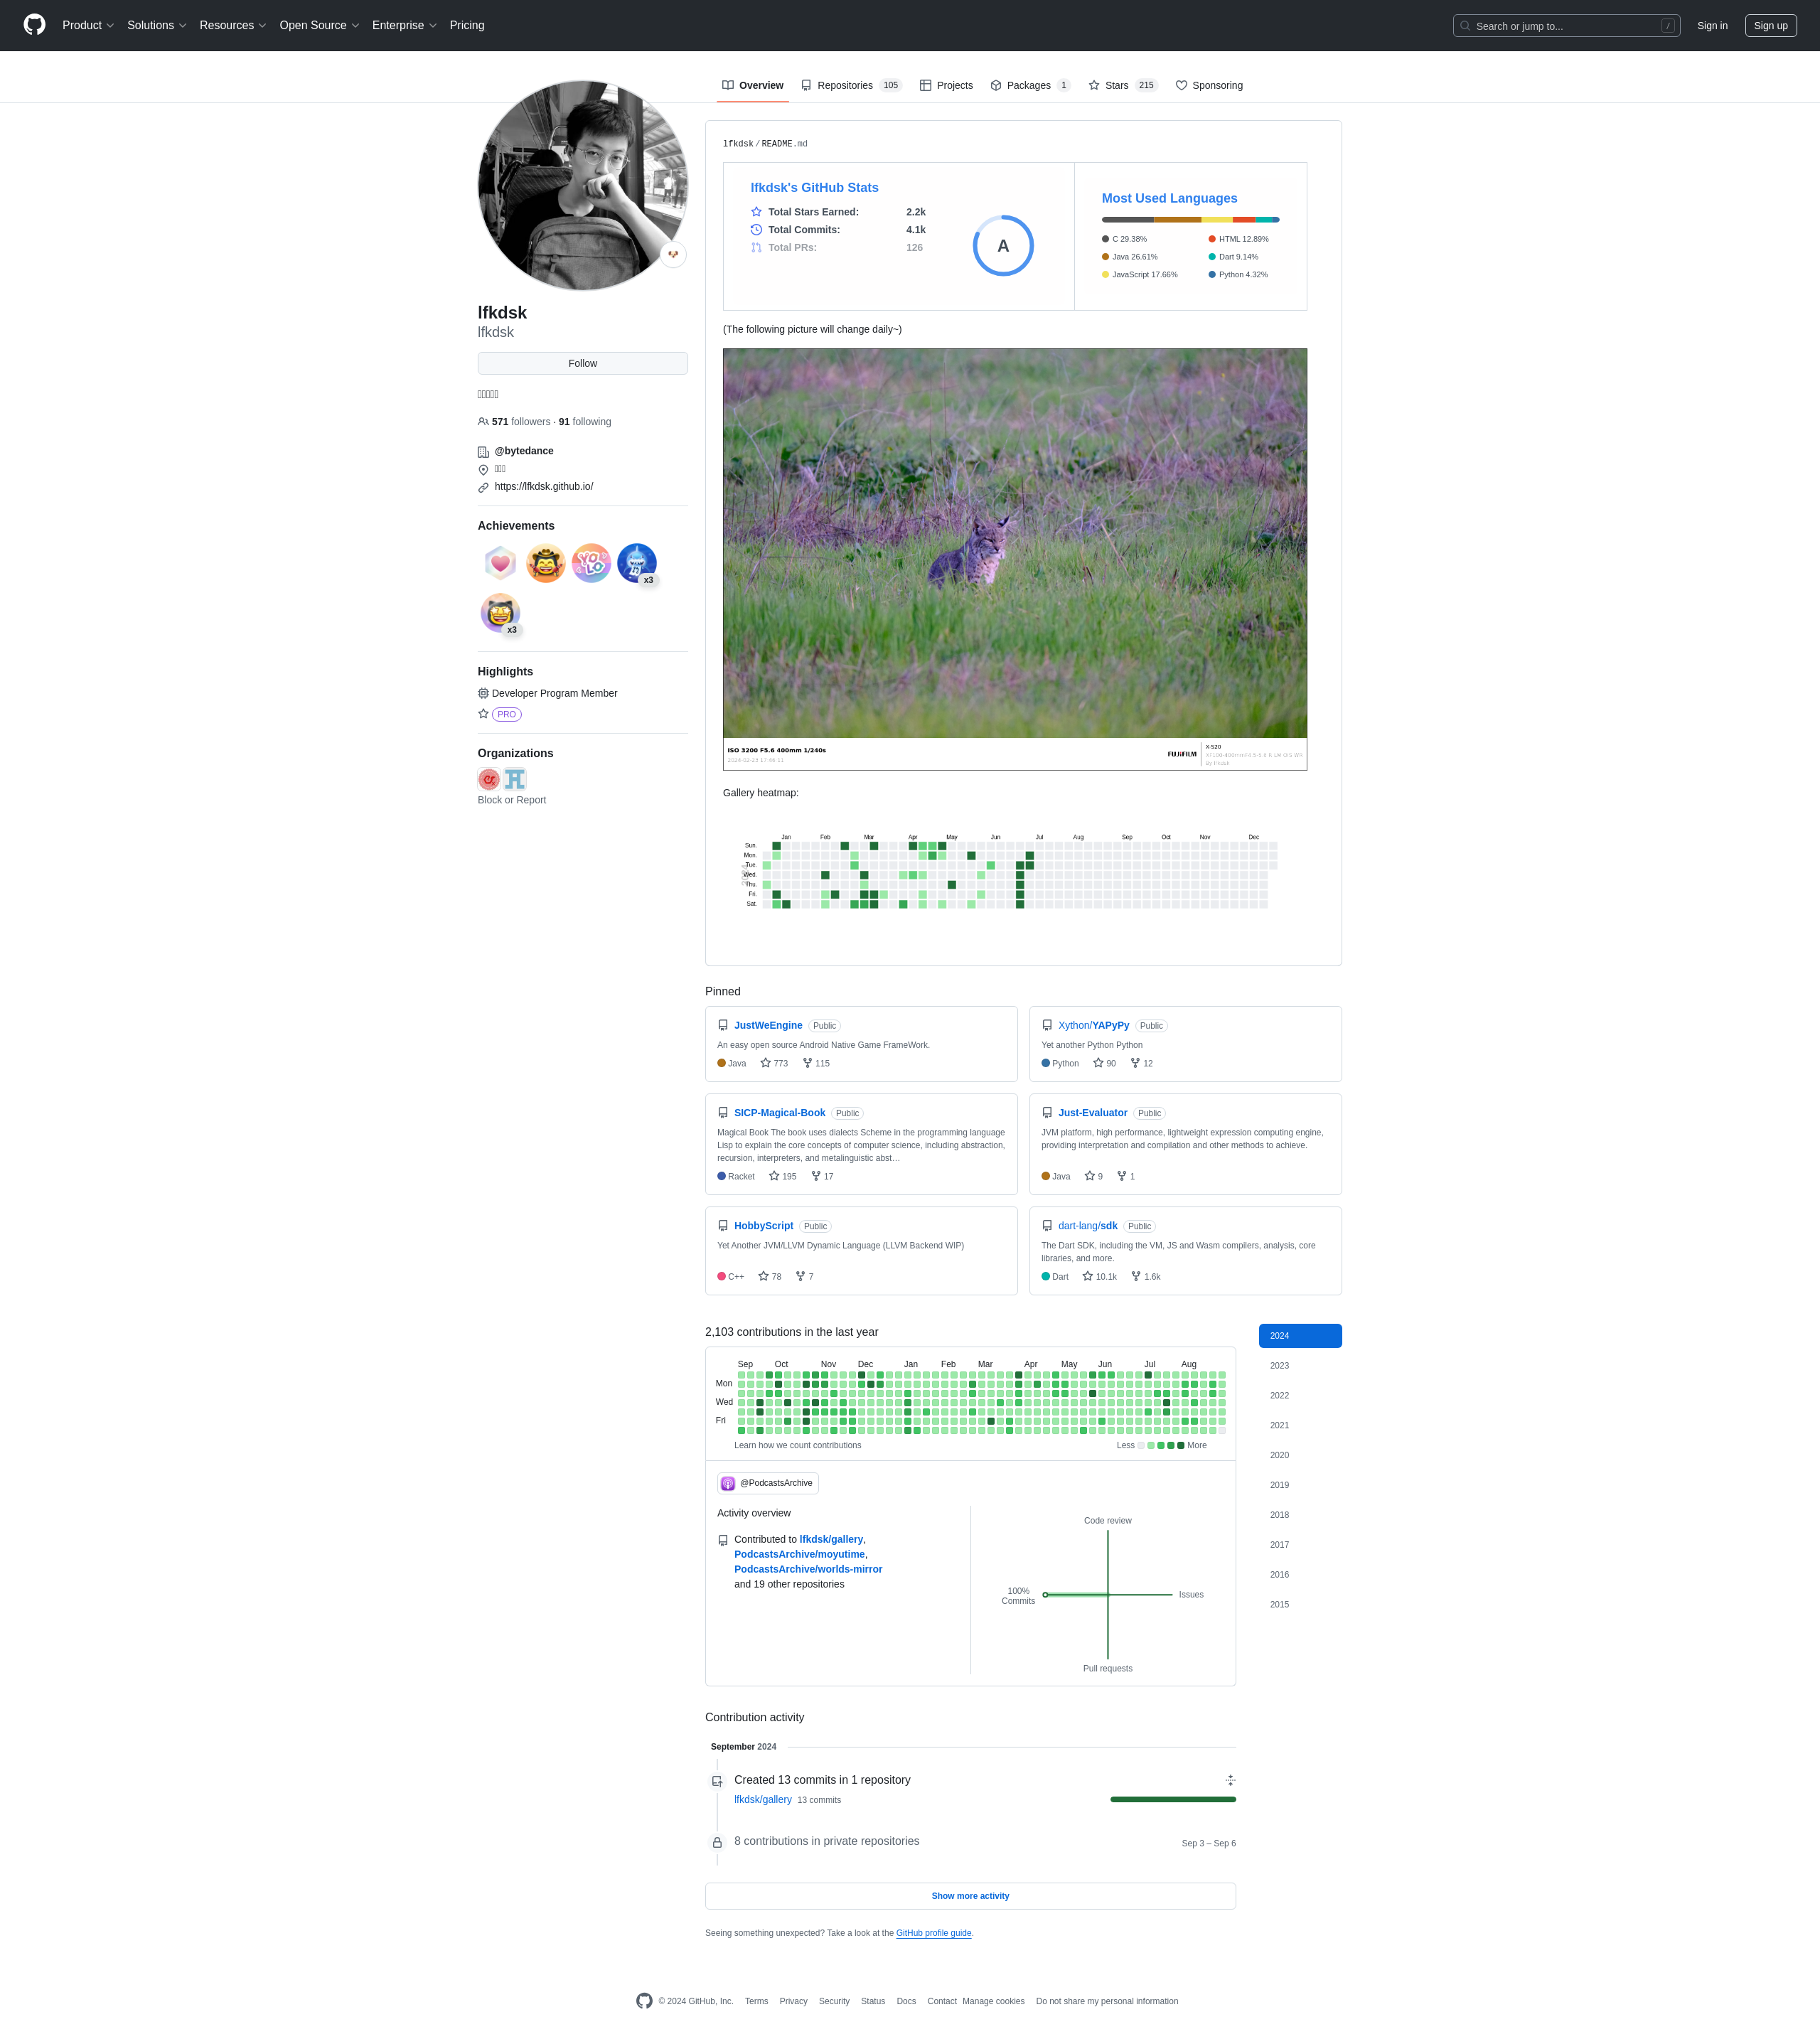 Product
Solutions
Resources
Open Source
Enterprise
Pricing
Search or jump to...
/
Sign in
Sign up
Overview
Repositories 105
Projects
Packages 1
Stars 215
Sponsoring
lfkdsk
lfkdsk
Follow
571 followers · 91 following
@bytedance
https://lfkdsk.github.io/
Achievements
YOLO
x3
x3
Highlights
Developer Program Member
PRO
Organizations
Block or Report
lfkdsk / README.md
lfkdsk's GitHub Stats
Total Stars Earned: 2.2k
Total Commits: 4.1k
Total PRs: 126
A
Most Used Languages
C 29.38%
Java 26.61%
JavaScript 17.66%
HTML 12.89%
Dart 9.14%
Python 4.32%
(The following picture will change daily~)
ISO 3200 F5.6 400mm 1/240s
FUJIFILM
X-S20
Gallery heatmap:
Jan Feb Mar Apr May Jun Jul Aug Sep Oct Nov Dec
Sun.
Mon.
Tue.
Wed.
Thu.
Fri.
Sat.
Pinned
JustWeEngine Public
An easy open source Android Native Game FrameWork.
Java 773 115
Xython/YAPyPy Public
Yet another Python Python
Python 90 12
SICP-Magical-Book Public
Magical Book The book uses dialects Scheme in the programming language
Lisp to explain the core concepts of computer science, including abstraction,
recursion, interpreters, and metalinguistic abst…
Racket 195 17
Just-Evaluator Public
JVM platform, high performance, lightweight expression computing engine,
providing interpretation and compilation and other methods to achieve.
Java 9 1
HobbyScript Public
Yet Another JVM/LLVM Dynamic Language (LLVM Backend WIP)
C++ 78 7
dart-lang/sdk Public
The Dart SDK, including the VM, JS and Wasm compilers, analysis, core
libraries, and more.
Dart 10.1k 1.6k
2,103 contributions in the last year
Sep Oct Nov Dec Jan Feb Mar Apr May Jun Jul Aug
Mon
Wed
Fri
Learn how we count contributions
Less More
@PodcastsArchive
Activity overview
Contributed to lfkdsk/gallery,
PodcastsArchive/moyutime,
PodcastsArchive/worlds-mirror
and 19 other repositories
Code review
100%
Commits
Issues
Pull requests
2024
2023
2022
2021
2020
2019
2018
2017
2016
2015
Contribution activity
September 2024
Created 13 commits in 1 repository
lfkdsk/gallery 13 commits
8 contributions in private repositories
Sep 3 – Sep 6
Show more activity
Seeing something unexpected? Take a look at the GitHub profile guide.
© 2024 GitHub, Inc.
Terms
Privacy
Security
Status
Docs
Contact
Manage cookies
Do not share my personal information